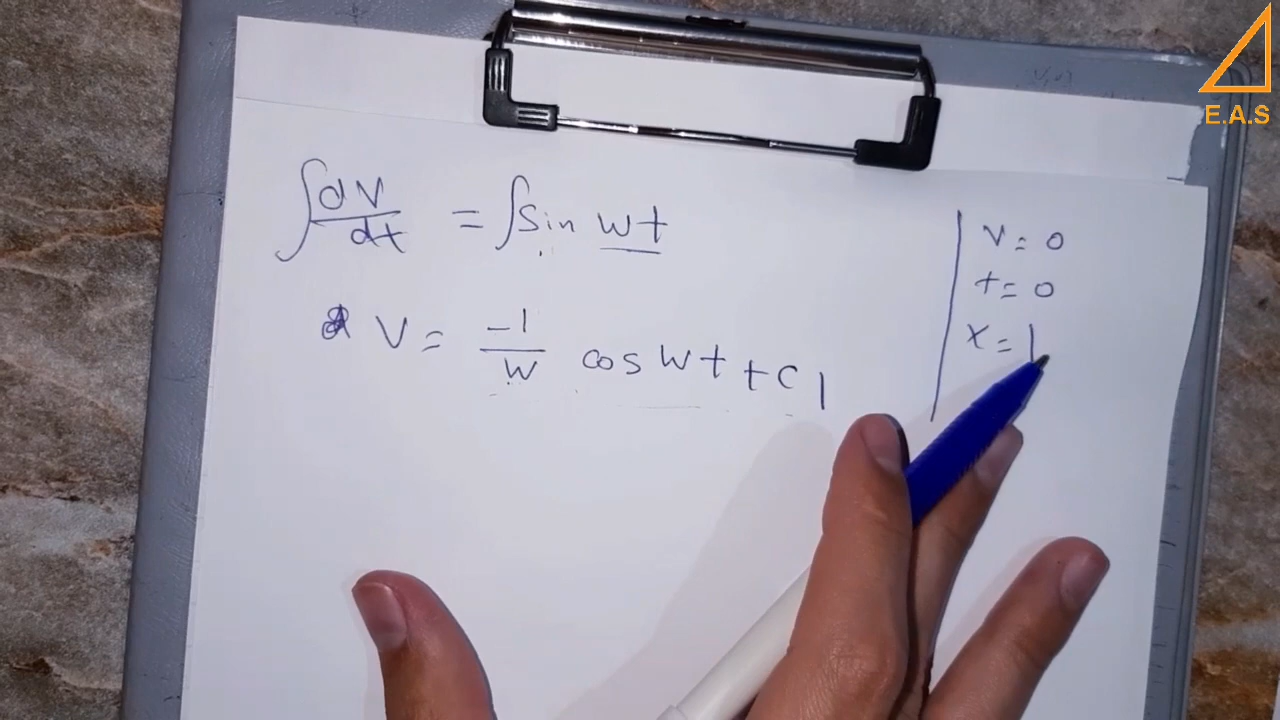 ∫ dV/dt = ∫ sin wt
V = -1/w cos wt + C1
V = 0
t = 0
x = 1
E.A.S